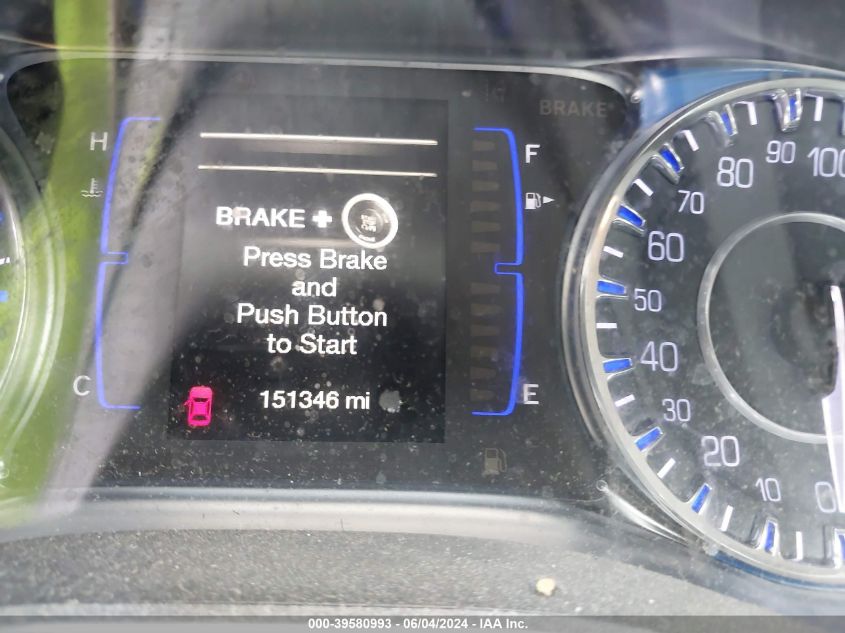 BRAKE
H
F
BRAKE +
Press Brake
and
Push Button
to Start
C
151346 mi
E
100
90
80
70
60
50
40
30
20
10
0
000-39580993 - 06/04/2024 - IAA Inc.